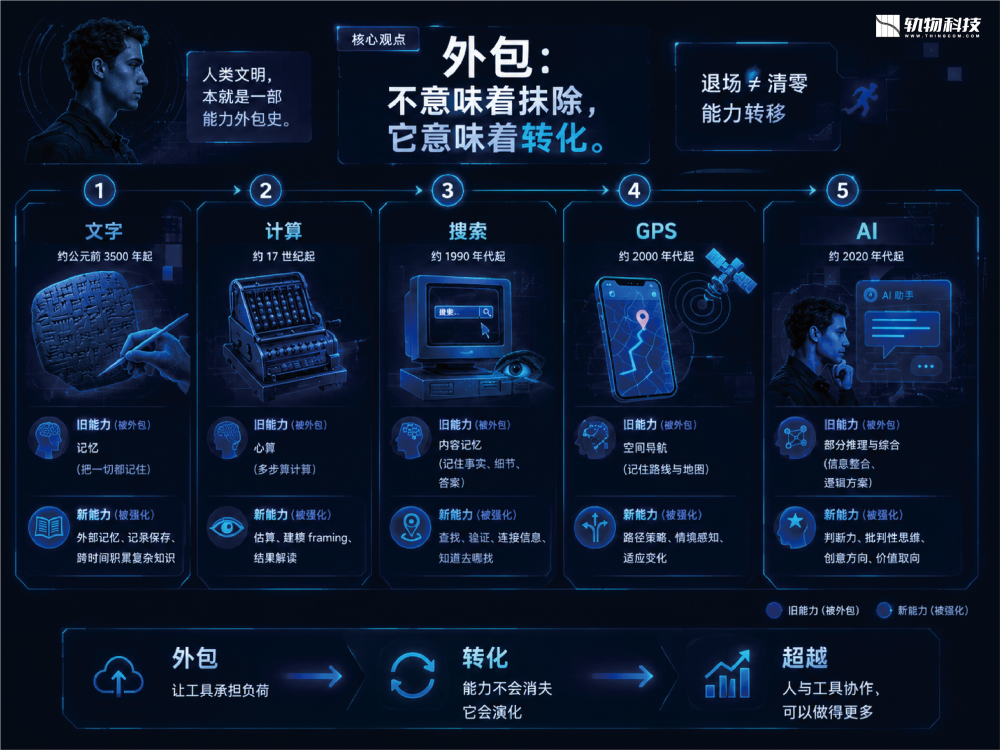 轨物科技
WWW.THINGCOM.COM
人类文明，
本就是一部
能力外包史。
核心观点
外包：
不意味着抹除，
它意味着转化。
退场 ≠ 清零
能力转移
1
文字
约公元前 3500 年起
旧能力（被外包）
记忆
（把一切都记住）
新能力（被强化）
外部记忆、记录保存、
跨时间积累复杂知识
2
计算
约 17 世纪起
旧能力（被外包）
心算
（多步算计算）
新能力（被强化）
估算、建模 framing、
结果解读
3
搜索
约 1990 年代起
搜索...
旧能力（被外包）
内容记忆
（记住事实、细节、
答案）
新能力（被强化）
查找、验证、连接信息、
知道去哪找
4
GPS
约 2000 年代起
旧能力（被外包）
空间导航
（记住路线与地图）
新能力（被强化）
路径策略、情境感知、
适应变化
5
AI
约 2020 年代起
AI 助手
旧能力（被外包）
部分推理与综合
（信息整合、
逻辑方案）
新能力（被强化）
判断力、批判性思维、
创意方向、价值取向
旧能力（被外包）
新能力（被强化）
外包
让工具承担负荷
转化
能力不会消失
它会演化
超越
人与工具协作、
可以做得更多